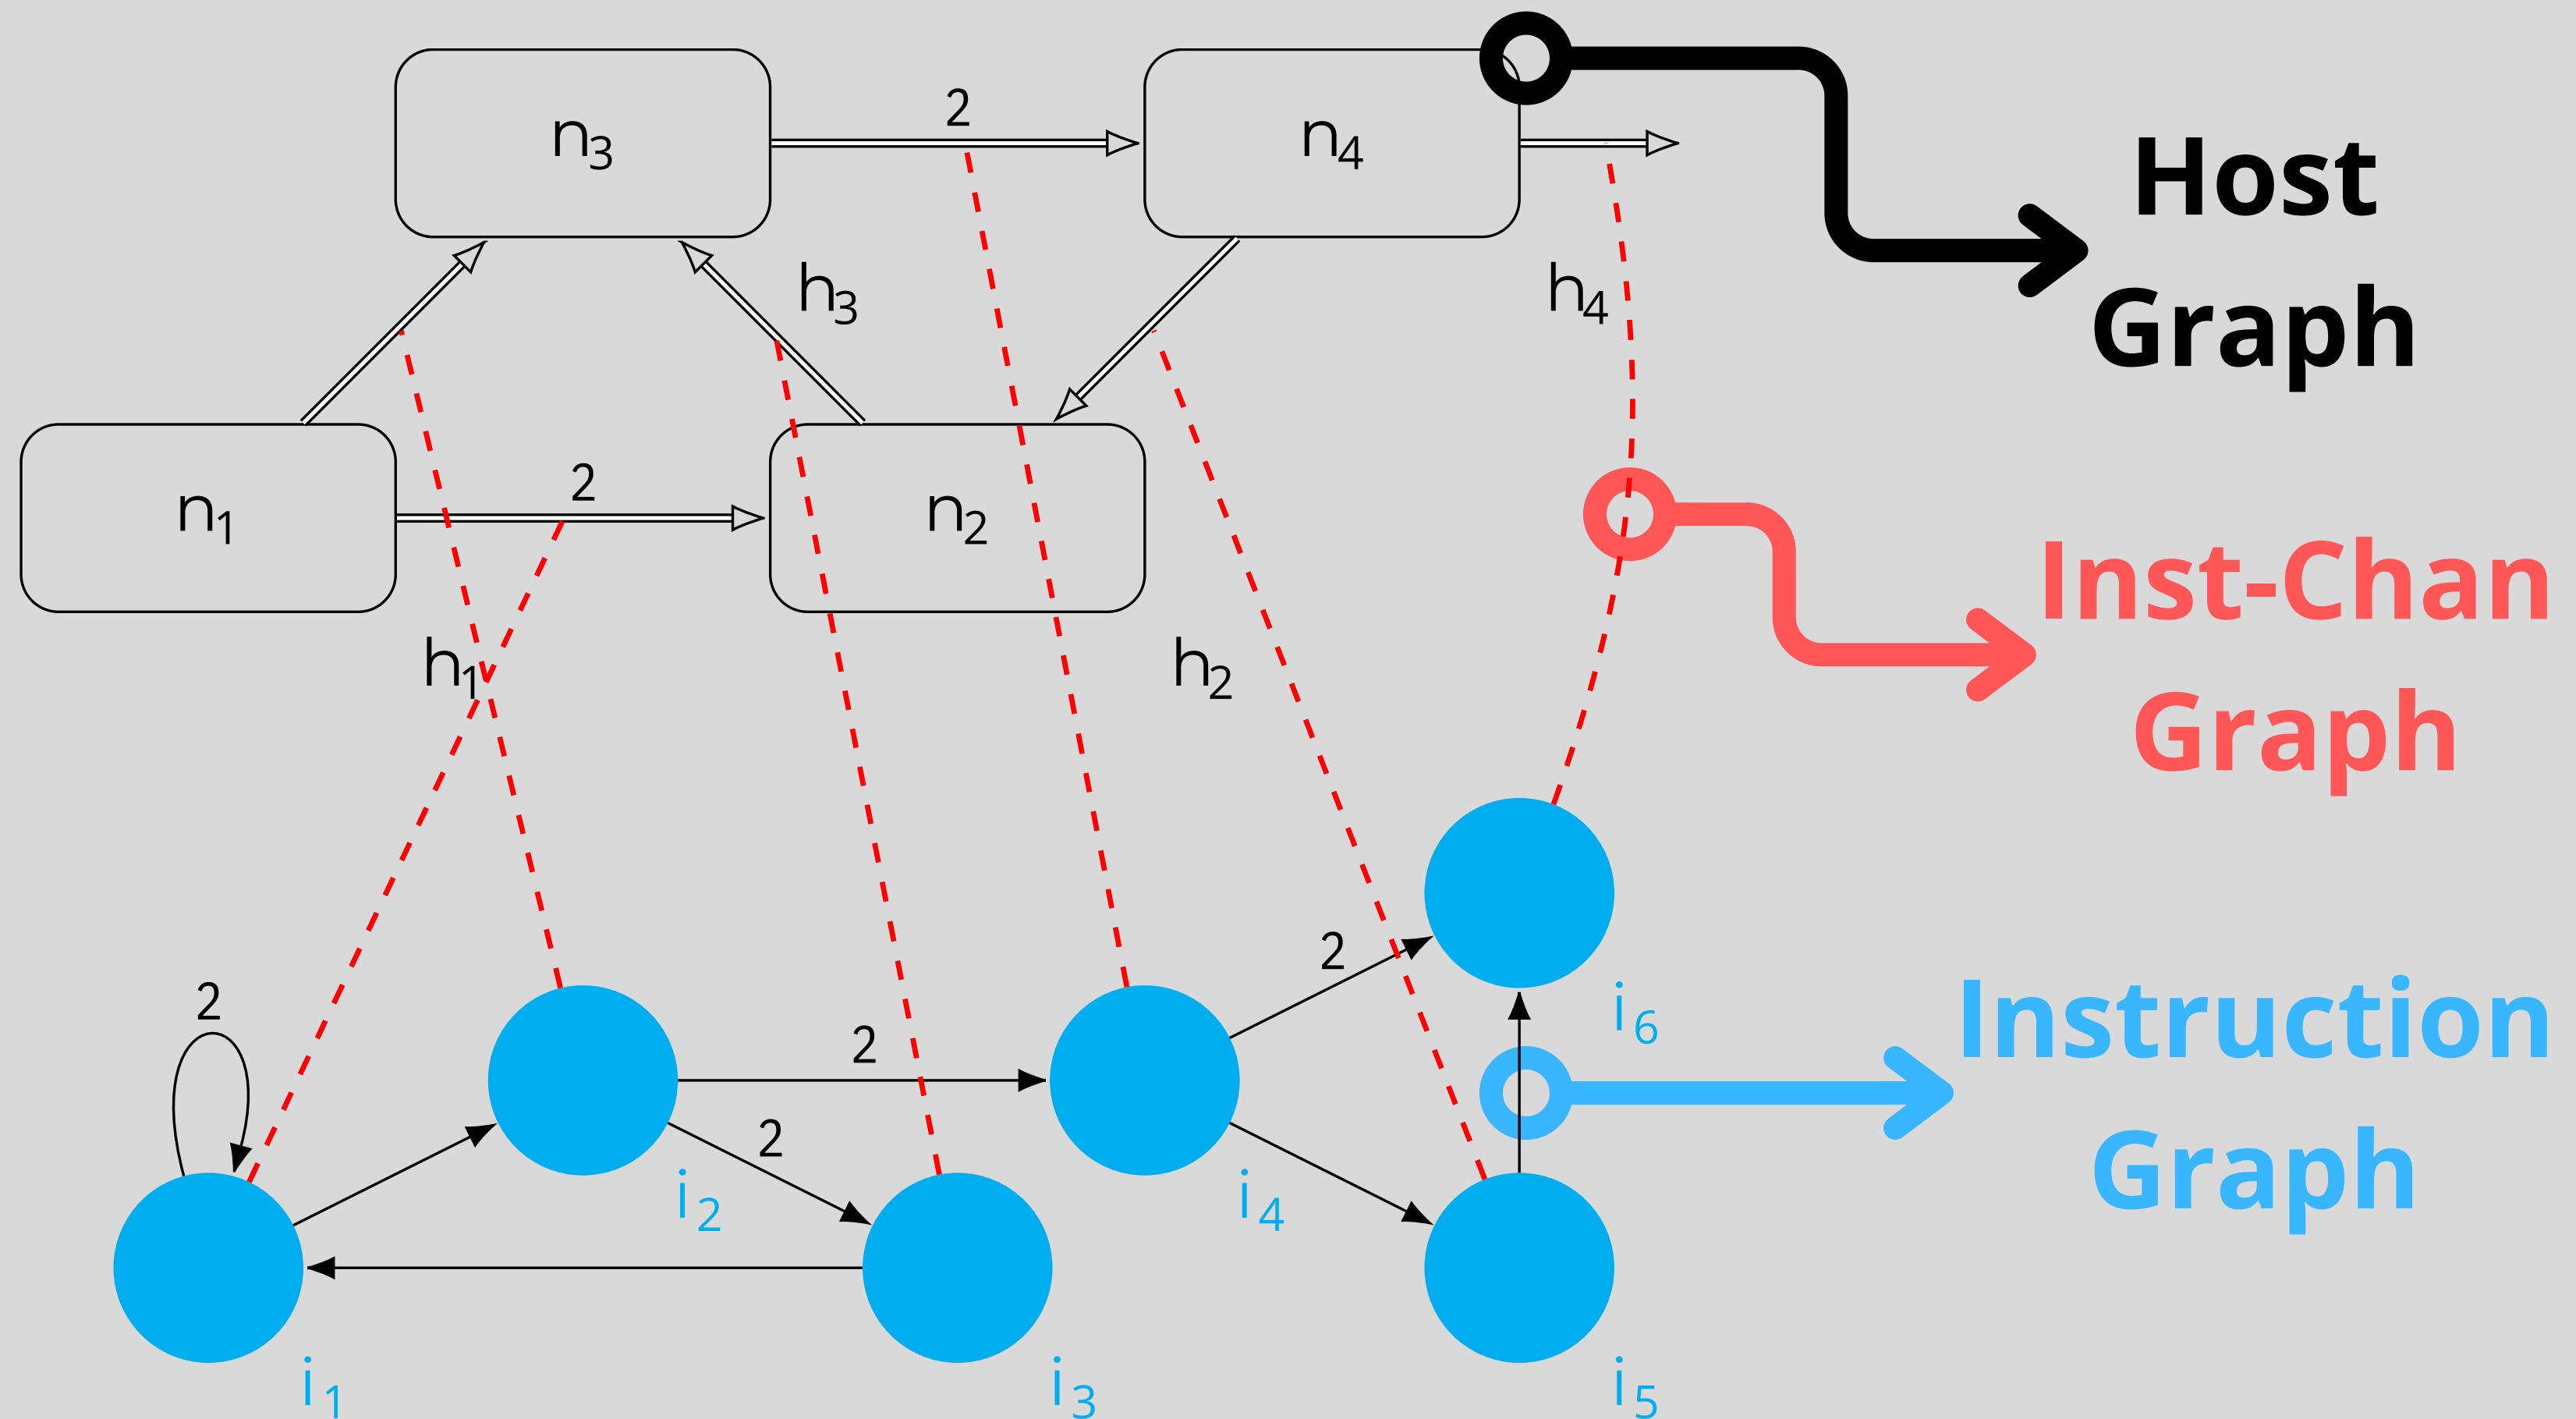 2
n3
n4
Host
Graph
h3
h4
2
n1
n2
Inst-Chan
Graph
h1
h2
2
2
i6
Instruction
Graph
2
2
i2
i4
i1
i3
i5